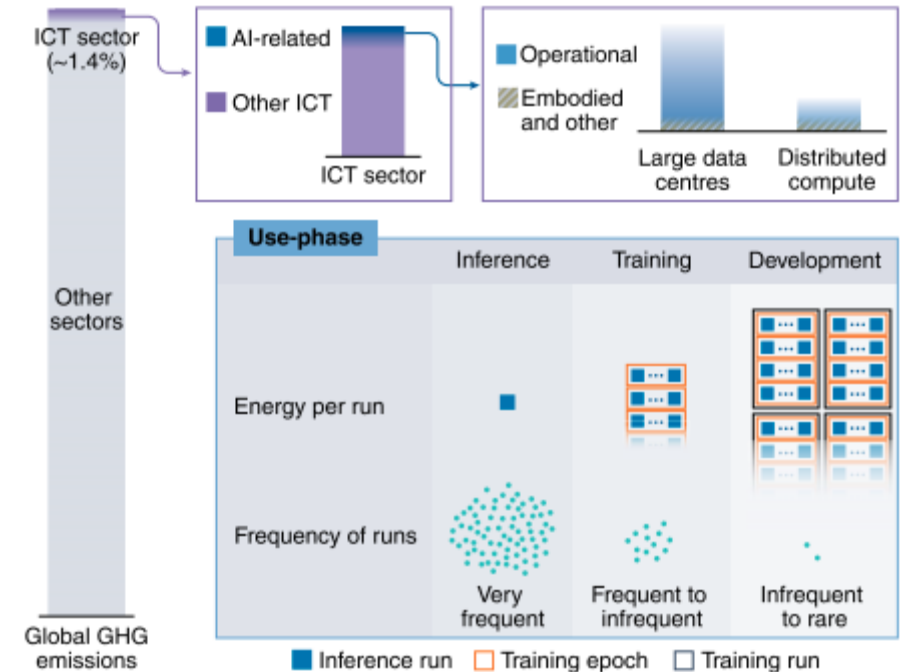 ICT sector
(~1.4%)
Other
sectors
Global GHG
emissions
AI-related
Other ICT
ICT sector
Operational
Embodied
and other
Large data
centres
Distributed
compute
Use-phase
Inference
Training
Development
Energy per run
Frequency of runs
Very
frequent
Frequent to
infrequent
Infrequent
to rare
Inference run
Training epoch
Training run